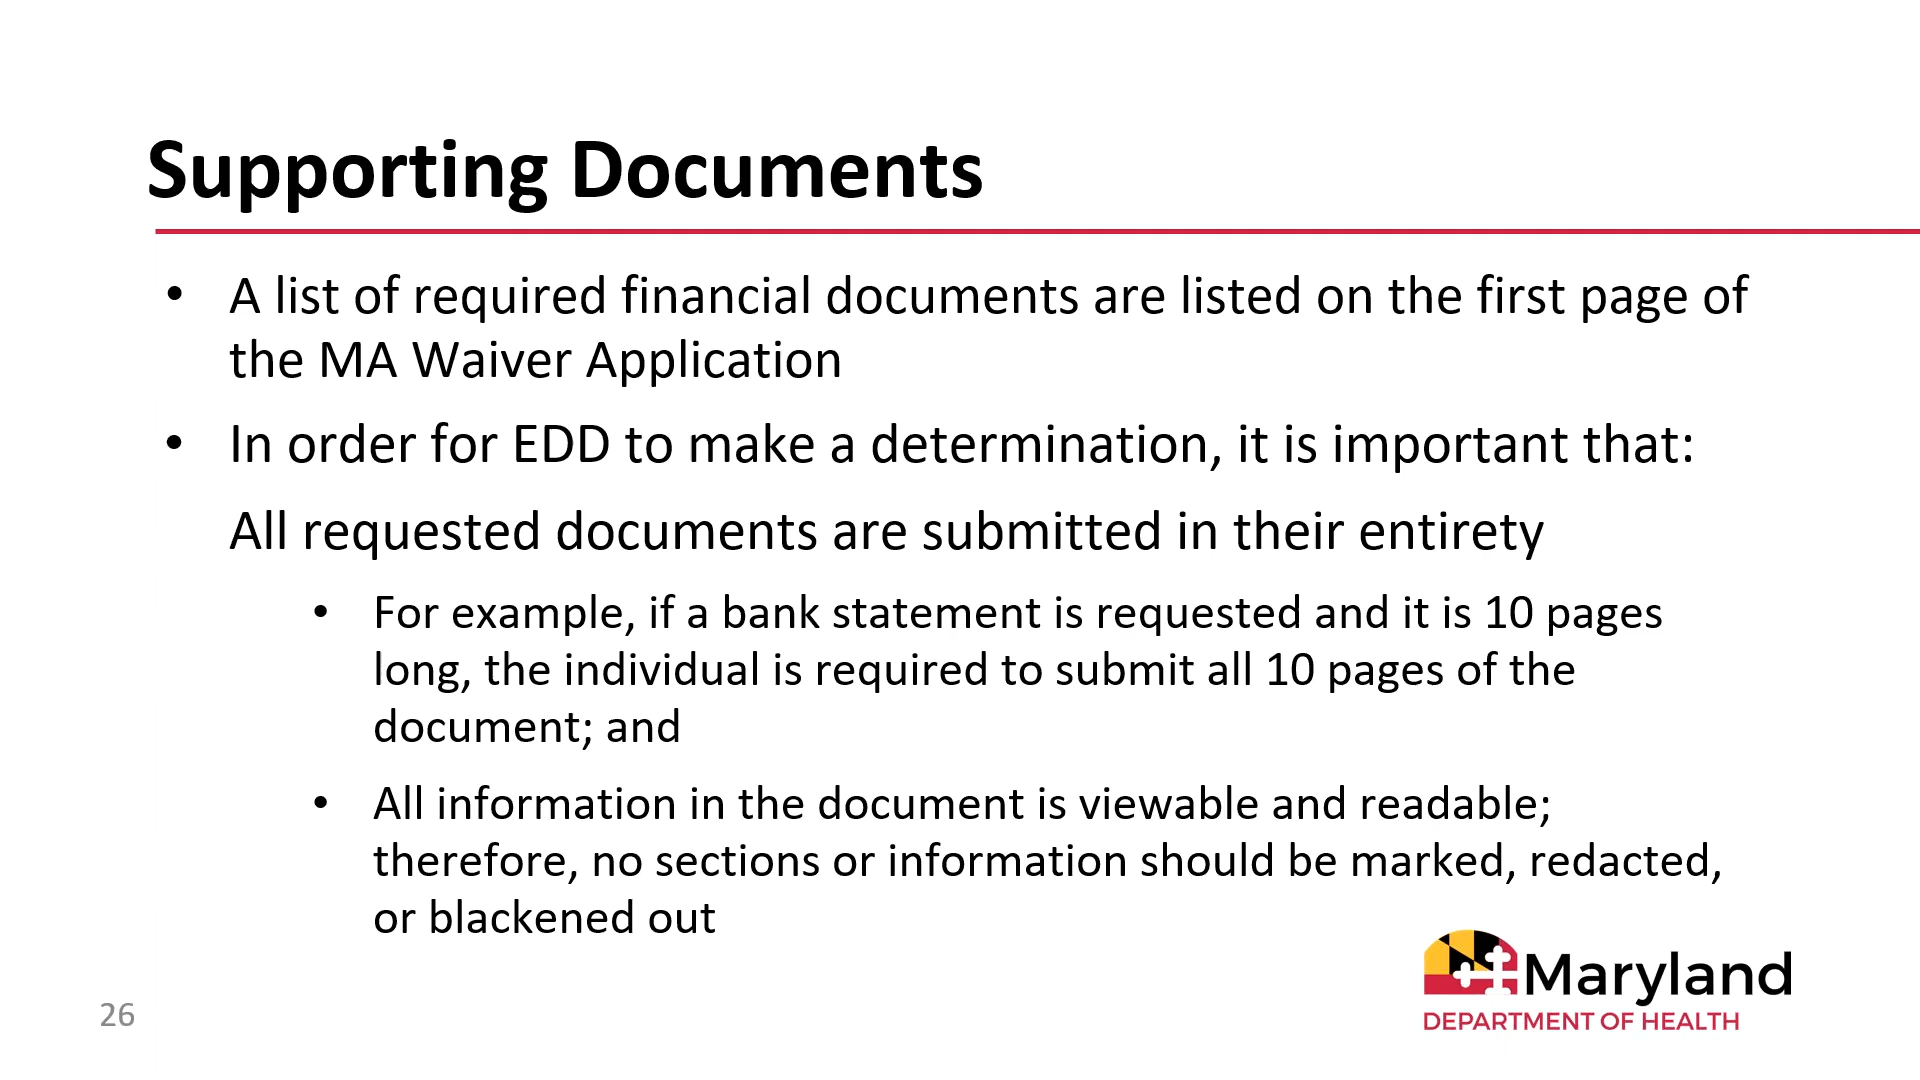 Supporting Documents
• A list of required financial documents are listed on the first page of
the MA Waiver Application
• In order for EDD to make a determination, it is important that:
All requested documents are submitted in their entirety
• For example, if a bank statement is requested and it is 10 pages
long, the individual is required to submit all 10 pages of the
document; and
• All information in the document is viewable and readable;
therefore, no sections or information should be marked, redacted,
or blackened out
Maryland
DEPARTMENT OF HEALTH
26